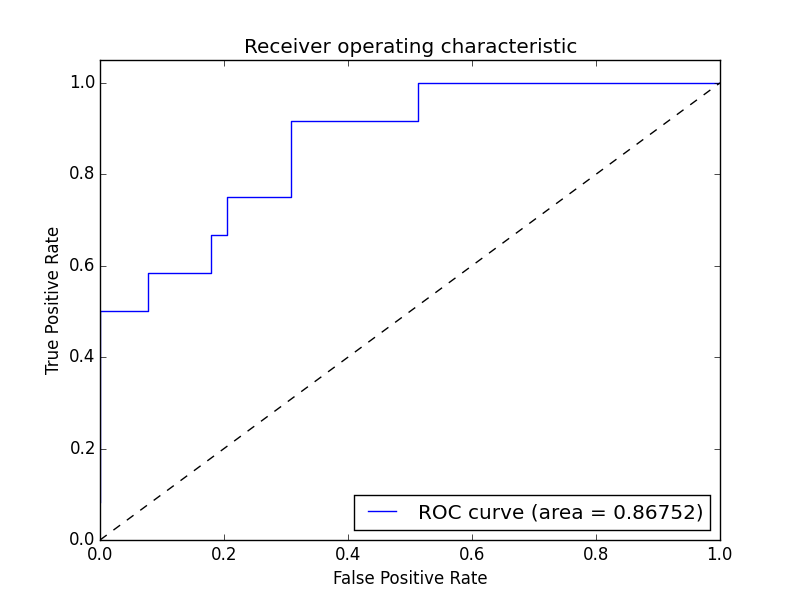 Receiver operating characteristic
1.0
0.8
0.6
0.4
0.2
0.0
True Positive Rate
ROC curve (area = 0.86752)
0.0 0.2 0.4 0.6 0.8 1.0
False Positive Rate